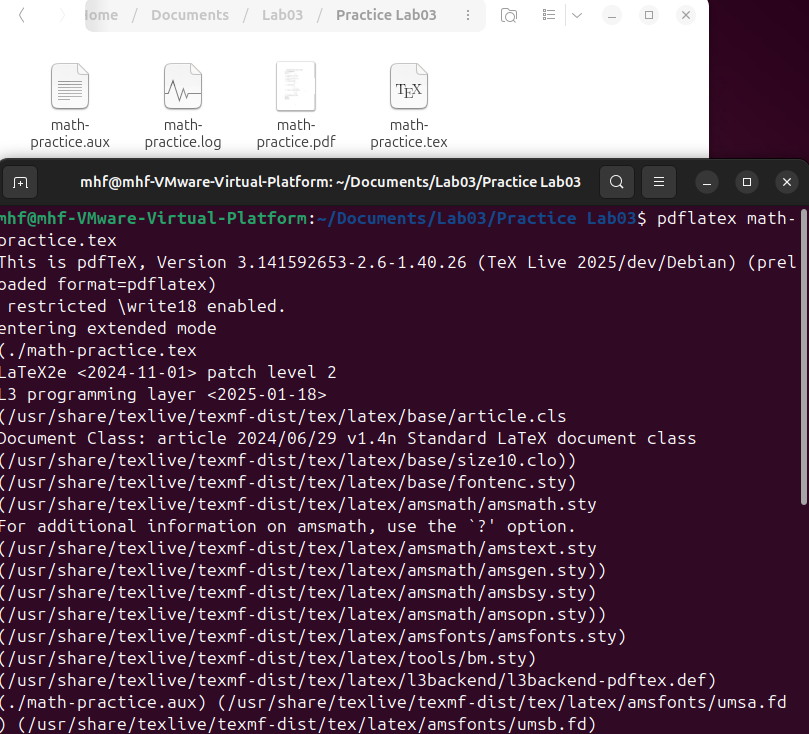 ome / Documents / Lab03 / Practice Lab03
math-
practice.aux
math-
practice.log
math-
practice.pdf
TEX
math-
practice.tex
mhf@mhf-VMware-Virtual-Platform: ~/Documents/Lab03/Practice Lab03
mhf@mhf-VMware-Virtual-Platform:~/Documents/Lab03/Practice Lab03$ pdflatex math-
practice.tex
This is pdfTeX, Version 3.141592653-2.6-1.40.26 (TeX Live 2025/dev/Debian) (prel
oaded format=pdflatex)
restricted \write18 enabled.
entering extended mode
(./math-practice.tex
LaTeX2e <2024-11-01> patch level 2
L3 programming layer <2025-01-18>
(/usr/share/texlive/texmf-dist/tex/latex/base/article.cls
Document Class: article 2024/06/29 v1.4n Standard LaTeX document class
(/usr/share/texlive/texmf-dist/tex/latex/base/size10.clo))
(/usr/share/texlive/texmf-dist/tex/latex/base/fontenc.sty)
(/usr/share/texlive/texmf-dist/tex/latex/amsmath/amsmath.sty
For additional information on amsmath, use the `?' option.
(/usr/share/texlive/texmf-dist/tex/latex/amsmath/amstext.sty
(/usr/share/texlive/texmf-dist/tex/latex/amsmath/amsgen.sty))
(/usr/share/texlive/texmf-dist/tex/latex/amsmath/amsbsy.sty)
(/usr/share/texlive/texmf-dist/tex/latex/amsmath/amsopn.sty))
(/usr/share/texlive/texmf-dist/tex/latex/amsfonts/amsfonts.sty)
(/usr/share/texlive/texmf-dist/tex/latex/tools/bm.sty)
(/usr/share/texlive/texmf-dist/tex/latex/l3backend/l3backend-pdftex.def)
(./math-practice.aux) (/usr/share/texlive/texmf-dist/tex/latex/amsfonts/umsa.fd
) (/usr/share/texlive/texmf-dist/tex/latex/amsfonts/umsb.fd)